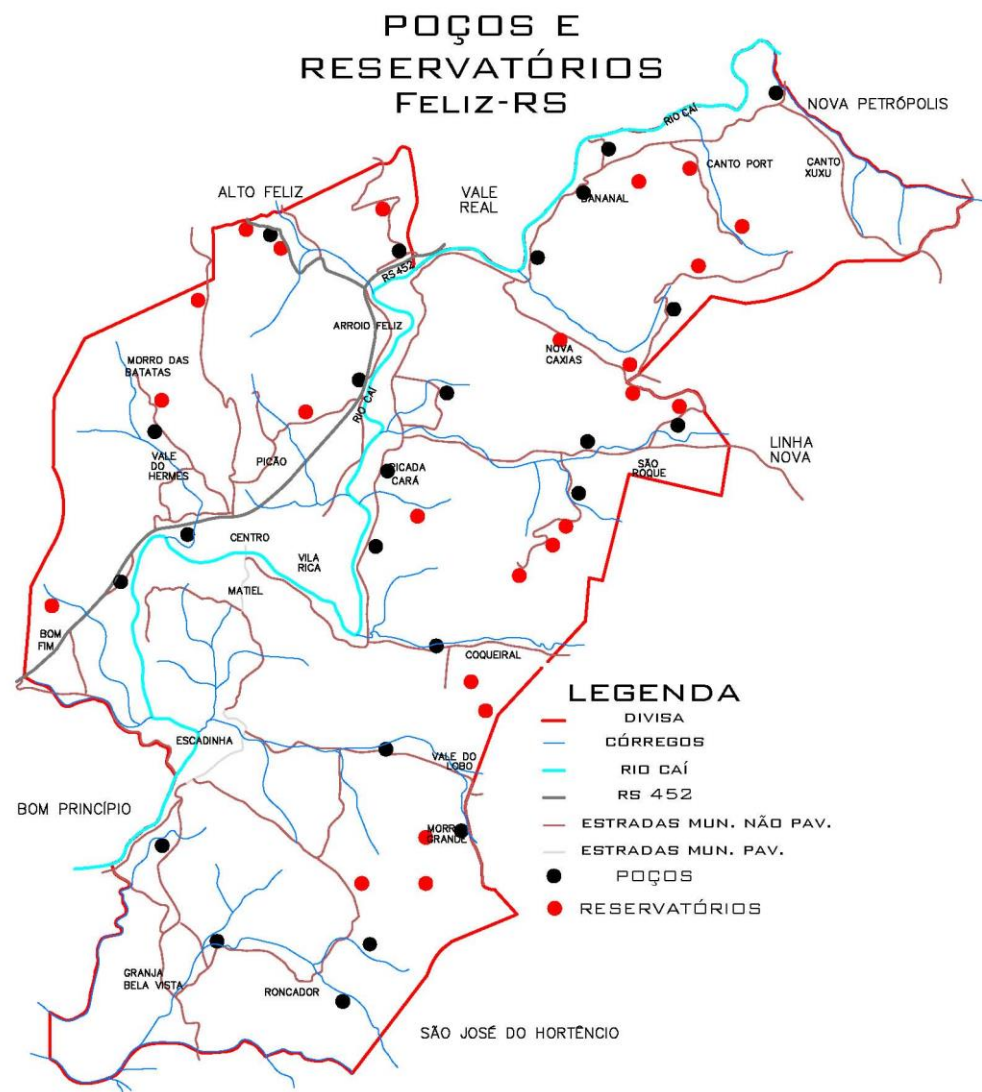 POÇOS E
RESERVATÓRIOS
FELIZ-RS
RIO CAÍ
NOVA PETRÓPOLIS
CANTO PORT
CANTO
XUXU
ALTO FELIZ
VALE
REAL
BANANAL
RS 452
ARROIO FELIZ
NOVA
CAXIAS
MORRO DAS
BATATAS
RIO CAÍ
LINHA
NOVA
VALE
DO
HERMES
PICÃO
PICADA
CARÁ
SÃO
ROQUE
CENTRO
VILA
RICA
MATIEL
BOM
FIM
COQUEIRAL
ESCADINHA
VALE DO
LOBO
BOM PRINCÍPIO
MORRO
GRANDE
GRANJA
BELA VISTA
RONCADOR
SÃO JOSÉ DO HORTÊNCIO
LEGENDA
DIVISA
CÓRREGOS
RIO CAÍ
RS 452
ESTRADAS MUN. NÃO PAV.
ESTRADAS MUN. PAV.
POÇOS
RESERVATÓRIOS